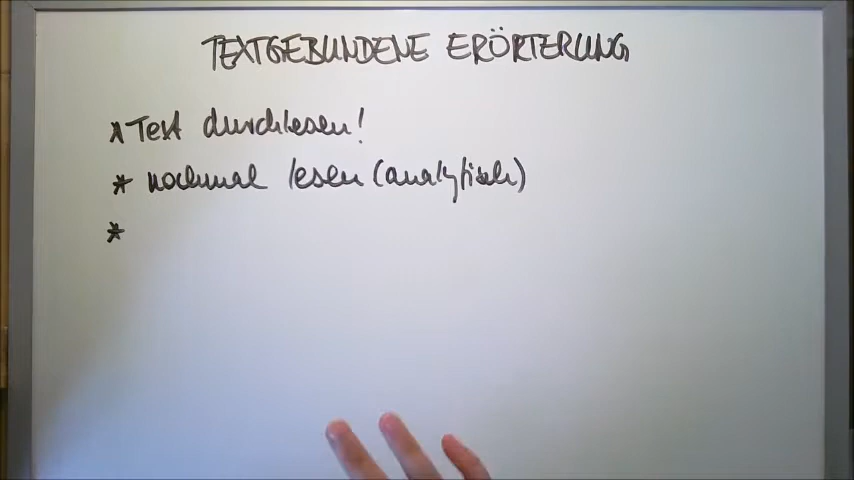 TEXTGEBUNDENE ERÖRTERUNG
* Text durchlesen!
* nochmal lesen (analytisch)
*